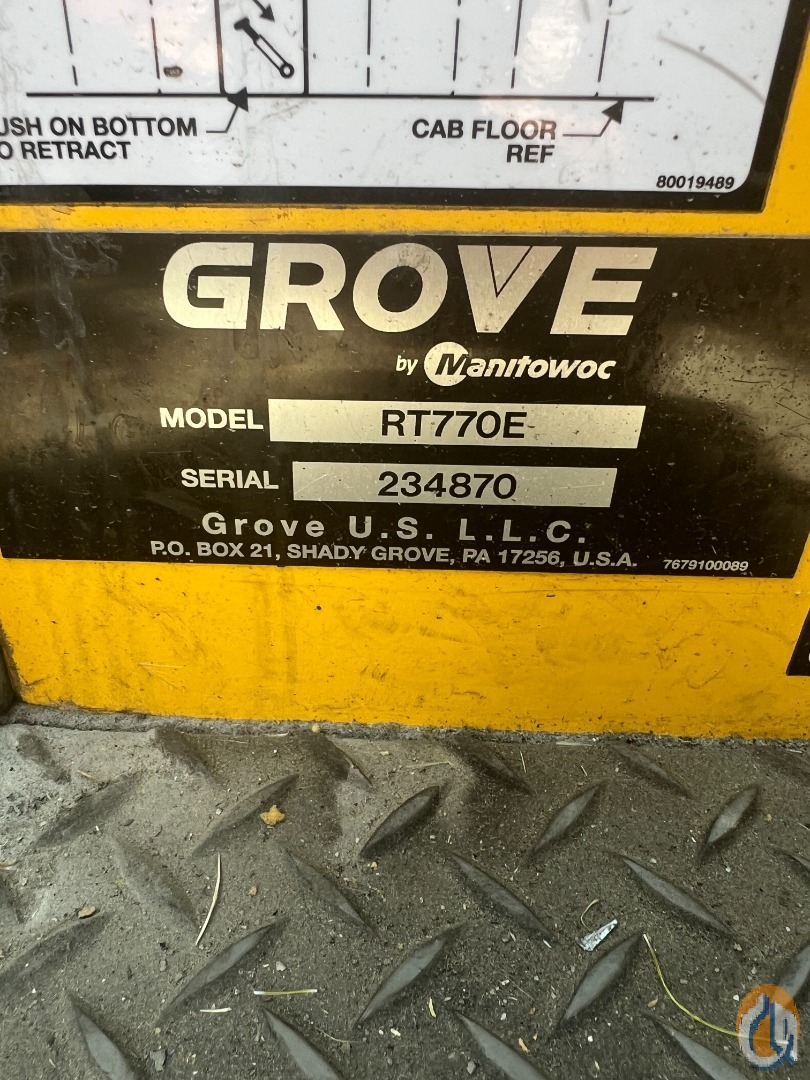 USH ON BOTTOM
O RETRACT
CAB FLOOR
REF
80019489
GROVE
by Manitowoc
MODEL RT770E
SERIAL 234870
Grove U.S. L.L.C.
P.O. BOX 21, SHADY GROVE, PA 17256, U.S.A. 7679100089